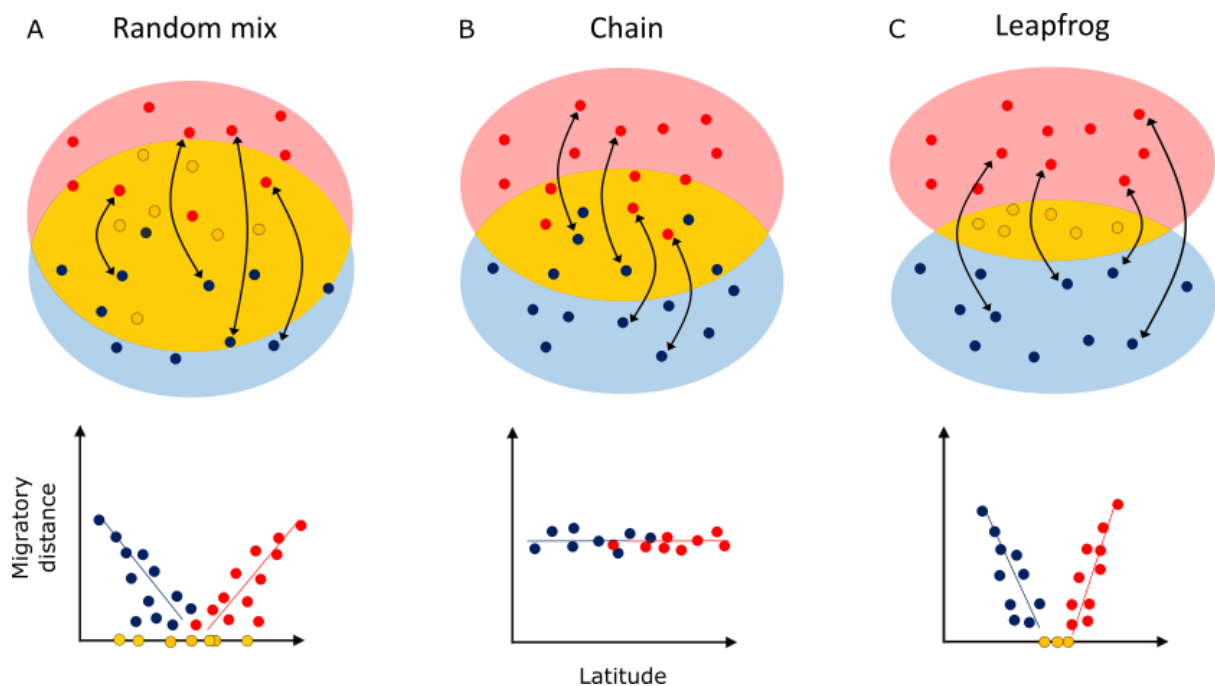 A Random mix
B Chain
C Leapfrog
Migratory
distance
Latitude